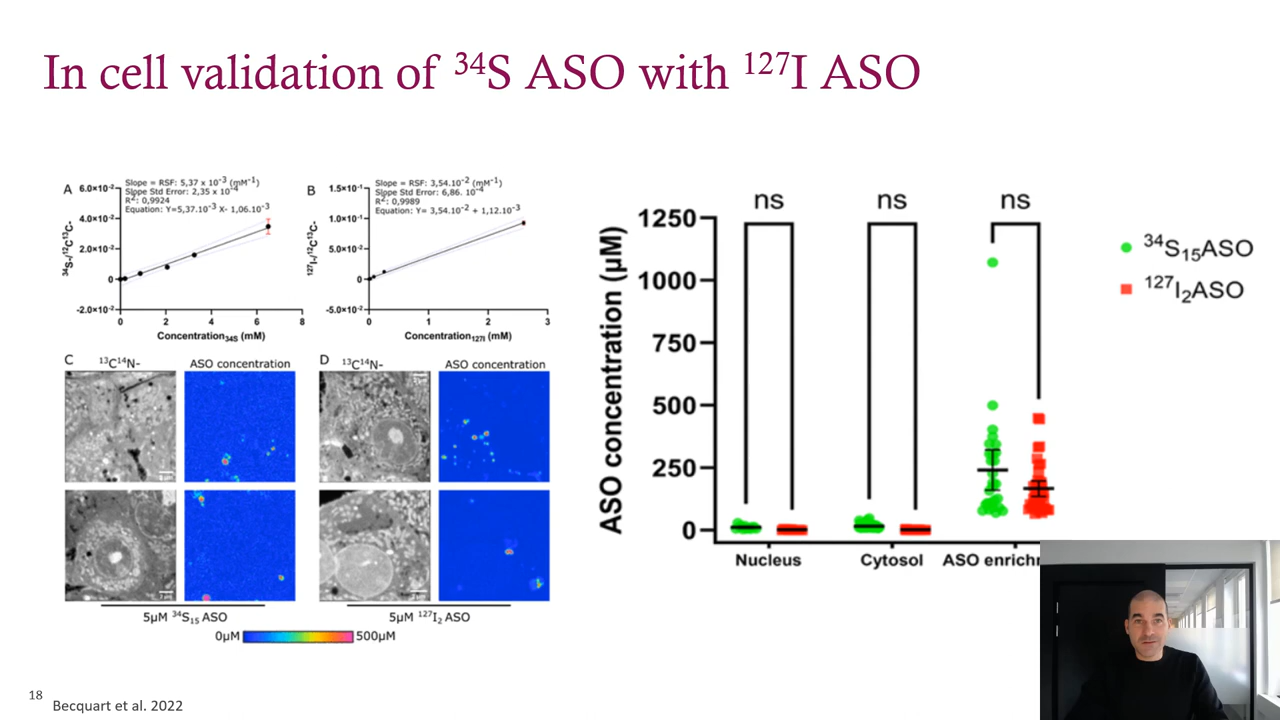 In cell validation of ³⁴S ASO with ¹²⁷I ASO
A
Slope = RSF: 5,37 x 10⁻³ (mM⁻¹)
Slope Std Error: 2,35 x 10⁻⁴
R²: 0,9924
Equation: Y=5,37.10⁻³ X- 1,06.10⁻³
6.0×10⁻²
4.0×10⁻²
2.0×10⁻²
0
-2.0×10⁻²
³⁴S-/¹²C¹³C-
0 2 4 6 8
Concentration₃₄S (mM)
B
Slope = RSF: 3,54.10⁻² (mM⁻¹)
Slope Std Error: 6,86. 10⁻⁴
R²: 0,9989
Equation: Y= 3,54.10⁻² + 1,12.10⁻³
1.5×10⁻¹
1.0×10⁻¹
5.0×10⁻²
0
-5.0×10⁻²
¹²⁷I-/¹²C¹³C-
0 1 2 3
Concentration₁₂₇I (mM)
C ¹³C¹⁴N- ASO concentration
D ¹³C¹⁴N- ASO concentration
5µM ³⁴S₁₅ ASO
5µM ¹²⁷I₂ ASO
0µM 500µM
ns ns ns
1250
1000
750
500
250
0
ASO concentration (µM)
Nucleus Cytosol ASO enrichm
³⁴S₁₅ASO
¹²⁷I₂ASO
18
Becquart et al. 2022